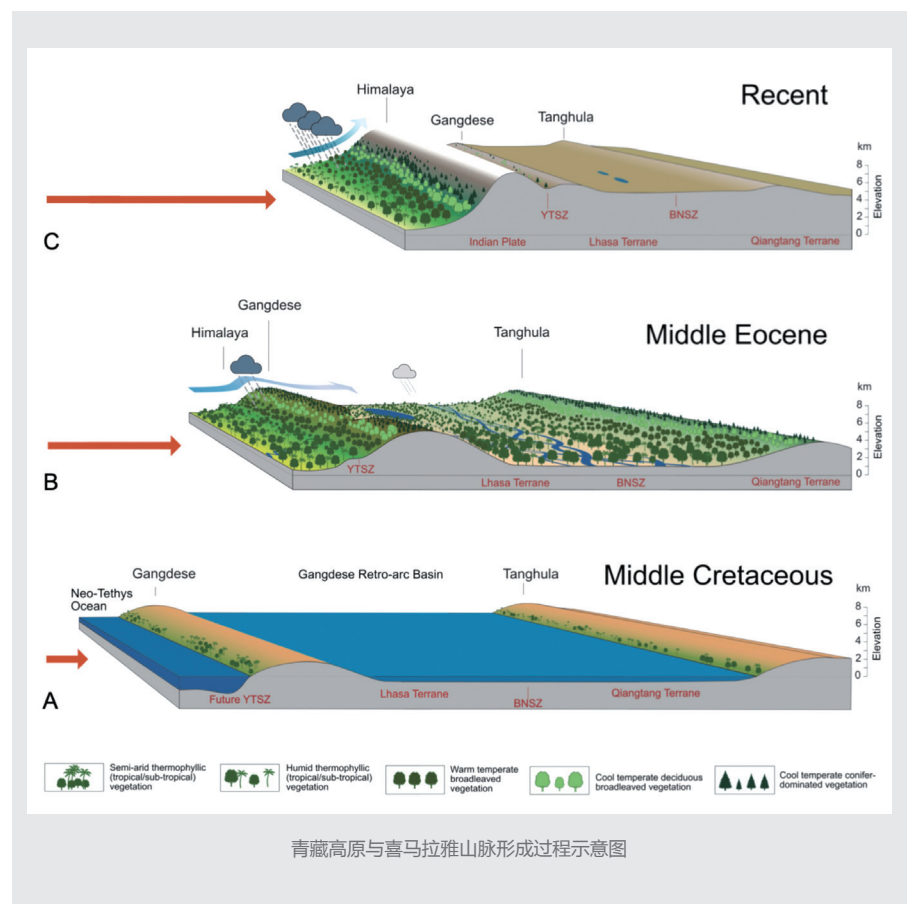 Recent
Himalaya
Gangdese
Tanghula
km
8
6
4
2
0
Elevation
YTSZ
BNSZ
C
Indian Plate
Lhasa Terrane
Qiangtang Terrane
Middle Eocene
Gangdese
Himalaya
Tanghula
km
8
6
4
2
0
Elevation
YTSZ
B
Lhasa Terrane
BNSZ
Qiangtang Terrane
Middle Cretaceous
Gangdese
Gangdese Retro-arc Basin
Tanghula
Neo-Tethys
Ocean
km
8
6
4
2
0
Elevation
A
Future YTSZ
Lhasa Terrane
BNSZ
Qiangtang Terrane
Semi-arid thermophyllic
(tropical/sub-tropical)
vegetation
Humid thermophyllic
(tropical/sub-tropical)
vegetation
Warm temperate
broadleaved
vegetation
Cool temperate deciduous
broadleaved vegetation
Cool temperate conifer-
dominated vegetation
青藏高原与喜马拉雅山脉形成过程示意图